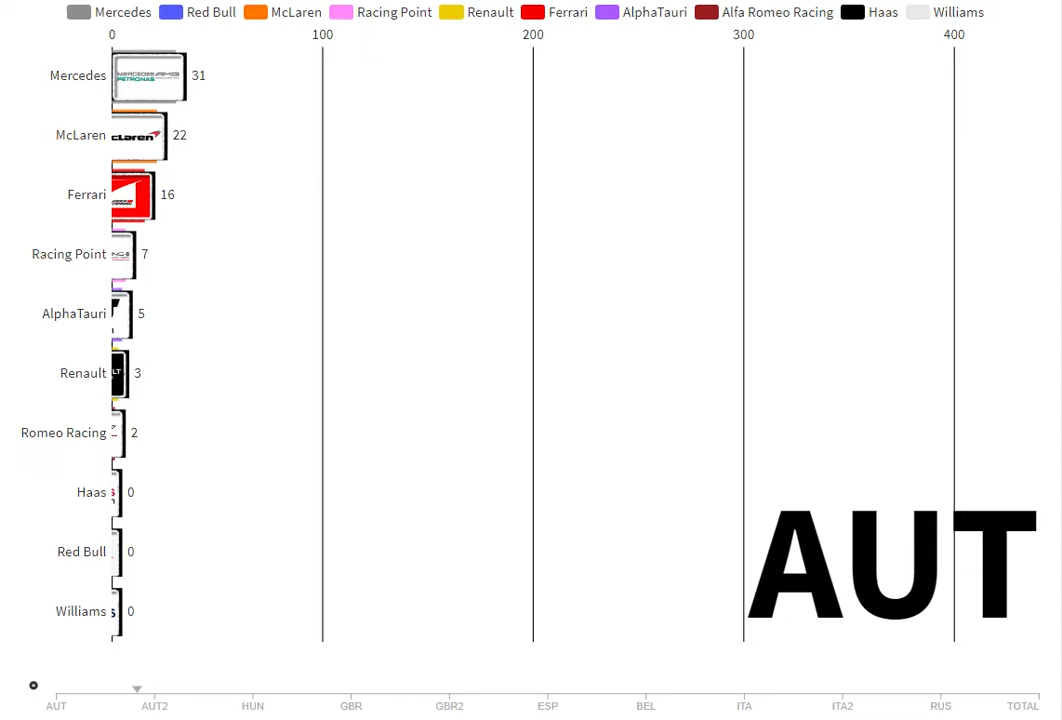 Mercedes Red Bull McLaren Racing Point Renault Ferrari AlphaTauri Alfa Romeo Racing Haas Williams
0 100 200 300 400
Mercedes 31
McLaren 22
Ferrari 16
Racing Point 7
AlphaTauri 5
Renault 3
Romeo Racing 2
Haas 0
Red Bull 0
Williams 0
AUT
AUT AUT2 HUN GBR GBR2 ESP BEL ITA ITA2 RUS TOTAL